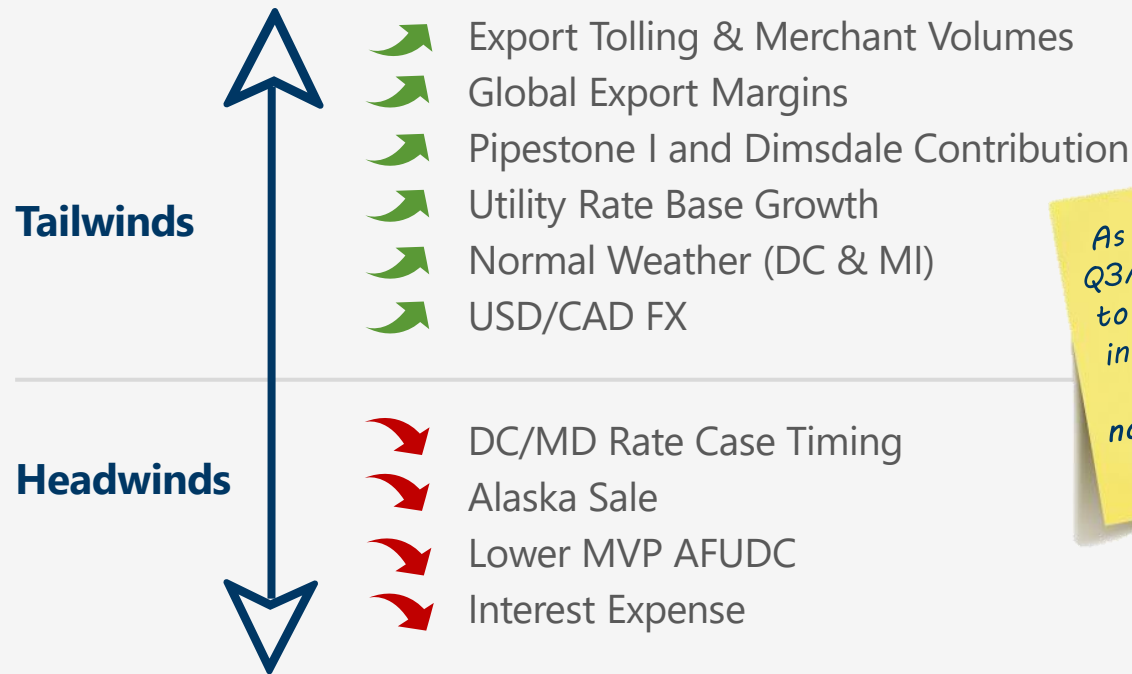 Export Tolling & Merchant Volumes
Global Export Margins
Pipestone I and Dimsdale Contribution
Tailwinds
Utility Rate Base Growth
Normal Weather (DC & MI)
USD/CAD FX
As
Q3/
to
in
Headwinds
DC/MD Rate Case Timing
Alaska Sale
Lower MVP AFUDC
Interest Expense